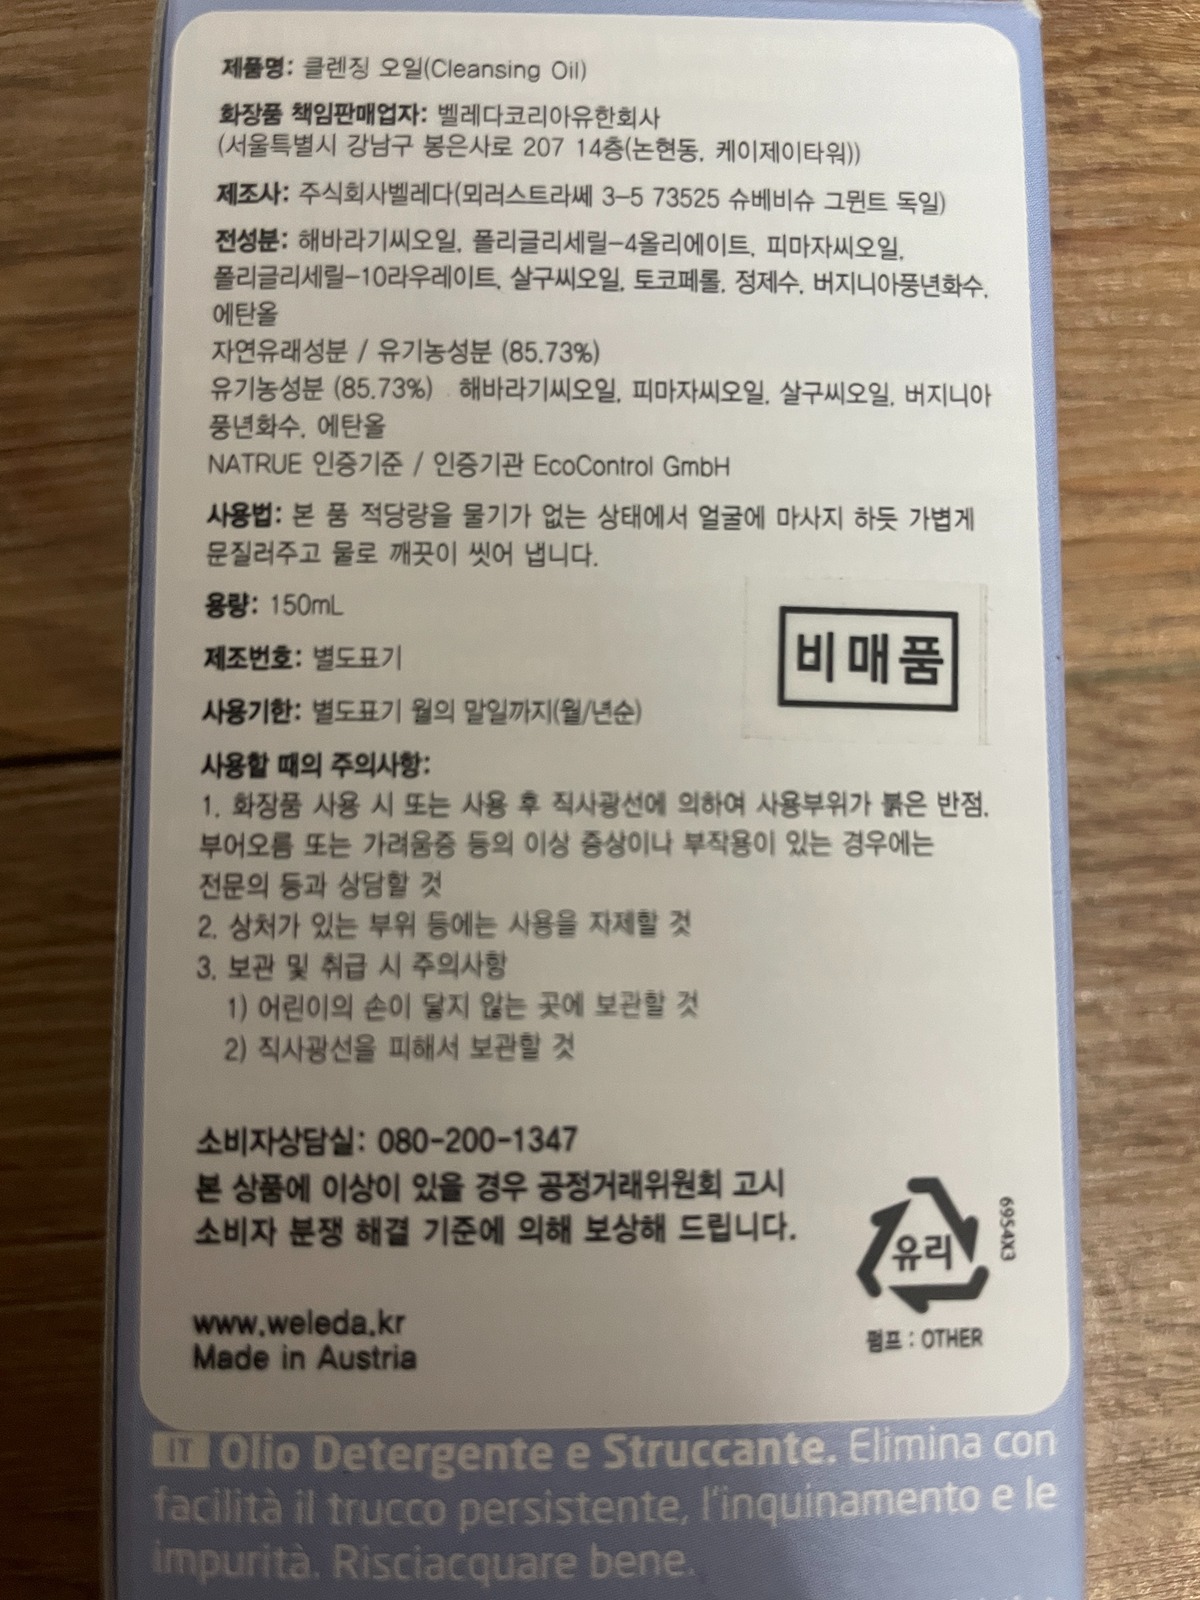 제품명: 클렌징 오일(Cleansing Oil)
화장품 책임판매업자: 벨레다코리아유한회사
(서울특별시 강남구 봉은사로 207 14층(논현동, 케이제이타워))
제조사: 주식회사벨레다(뫼러스트라쎄 3-5 73525 슈베비슈 그뮌트 독일)
전성분: 해바라기씨오일, 폴리글리세릴-4올리에이트, 피마자씨오일,
폴리글리세릴-10라우레이트, 살구씨오일, 토코페롤, 정제수, 버지니아풍년화수,
에탄올
자연유래성분 / 유기농성분 (85.73%)
유기농성분 (85.73%) . 해바라기씨오일, 피마자씨오일, 살구씨오일, 버지니아
풍년화수, 에탄올
NATRUE 인증기준 / 인증기관 EcoControl GmbH
사용법: 본 품 적당량을 물기가 없는 상태에서 얼굴에 마사지 하듯 가볍게
문질러주고 물로 깨끗이 씻어 냅니다.
용량: 150mL
비매품
제조번호: 별도표기
사용기한: 별도표기 월의 말일까지(월/년순)
사용할 때의 주의사항:
1. 화장품 사용 시 또는 사용 후 직사광선에 의하여 사용부위가 붉은 반점,
부어오름 또는 가려움증 등의 이상 증상이나 부작용이 있는 경우에는
전문의 등과 상담할 것
2. 상처가 있는 부위 등에는 사용을 자제할 것
3. 보관 및 취급 시 주의사항
1) 어린이의 손이 닿지 않는 곳에 보관할 것
2) 직사광선을 피해서 보관할 것
소비자상담실: 080-200-1347
본 상품에 이상이 있을 경우 공정거래위원회 고시
소비자 분쟁 해결 기준에 의해 보상해 드립니다.
유리
6954X3
펌프 : OTHER
www.weleda.kr
Made in Austria
IT Olio Detergente e Struccante. Elimina con
facilità il trucco persistente, l'inquinamento e le
impurità. Risciacquare bene.